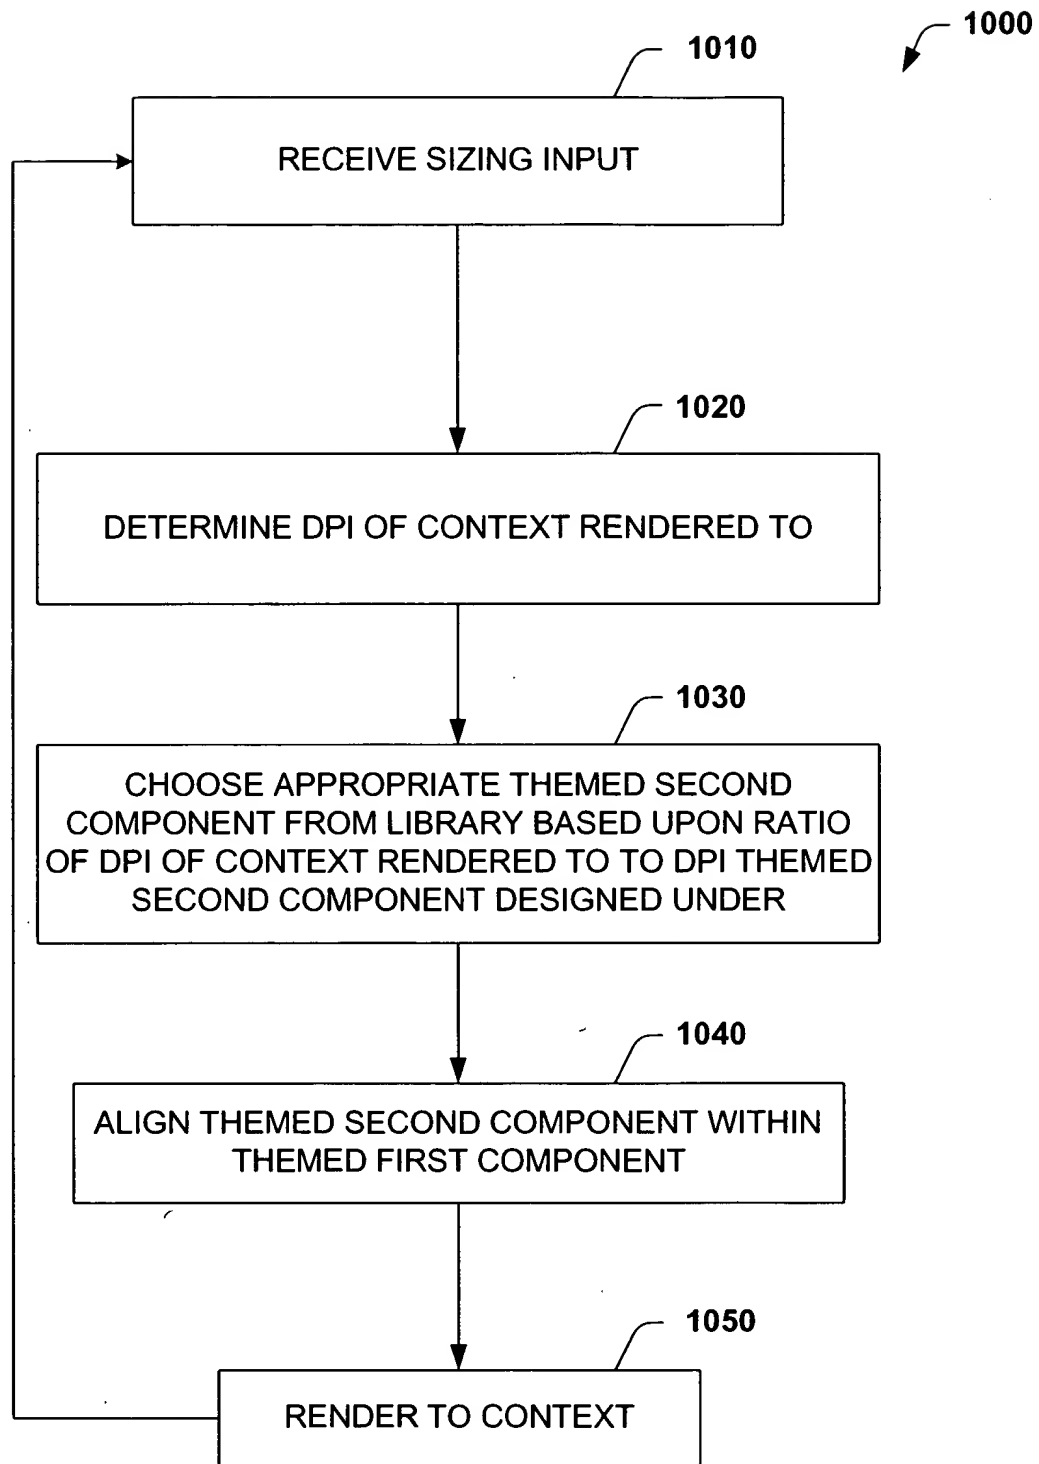 1000
1010
RECEIVE SIZING INPUT
1020
DETERMINE DPI OF CONTEXT RENDERED TO
1030
CHOOSE APPROPRIATE THEMED SECOND
COMPONENT FROM LIBRARY BASED UPON RATIO
OF DPI OF CONTEXT RENDERED TO TO DPI THEMED
SECOND COMPONENT DESIGNED UNDER
1040
ALIGN THEMED SECOND COMPONENT WITHIN
THEMED FIRST COMPONENT
1050
RENDER TO CONTEXT